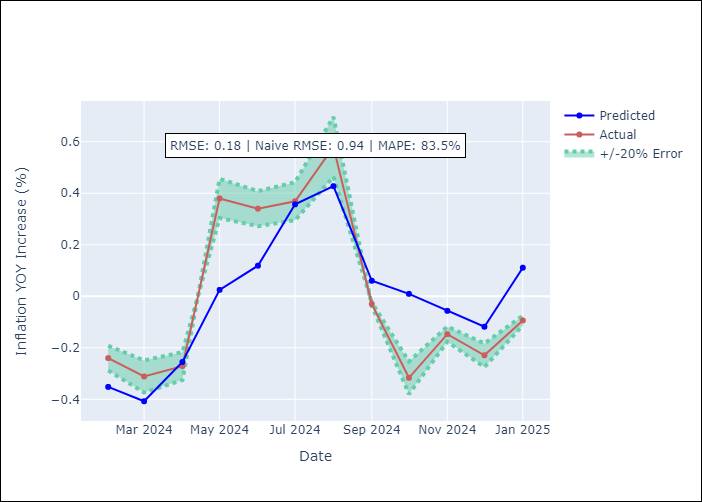 RMSE: 0.18 | Naive RMSE: 0.94 | MAPE: 83.5%
Predicted
Actual
+/-20% Error
Inflation YOY Increase (%)
0.6
0.4
0.2
0
−0.2
−0.4
Mar 2024
May 2024
Jul 2024
Sep 2024
Nov 2024
Jan 2025
Date